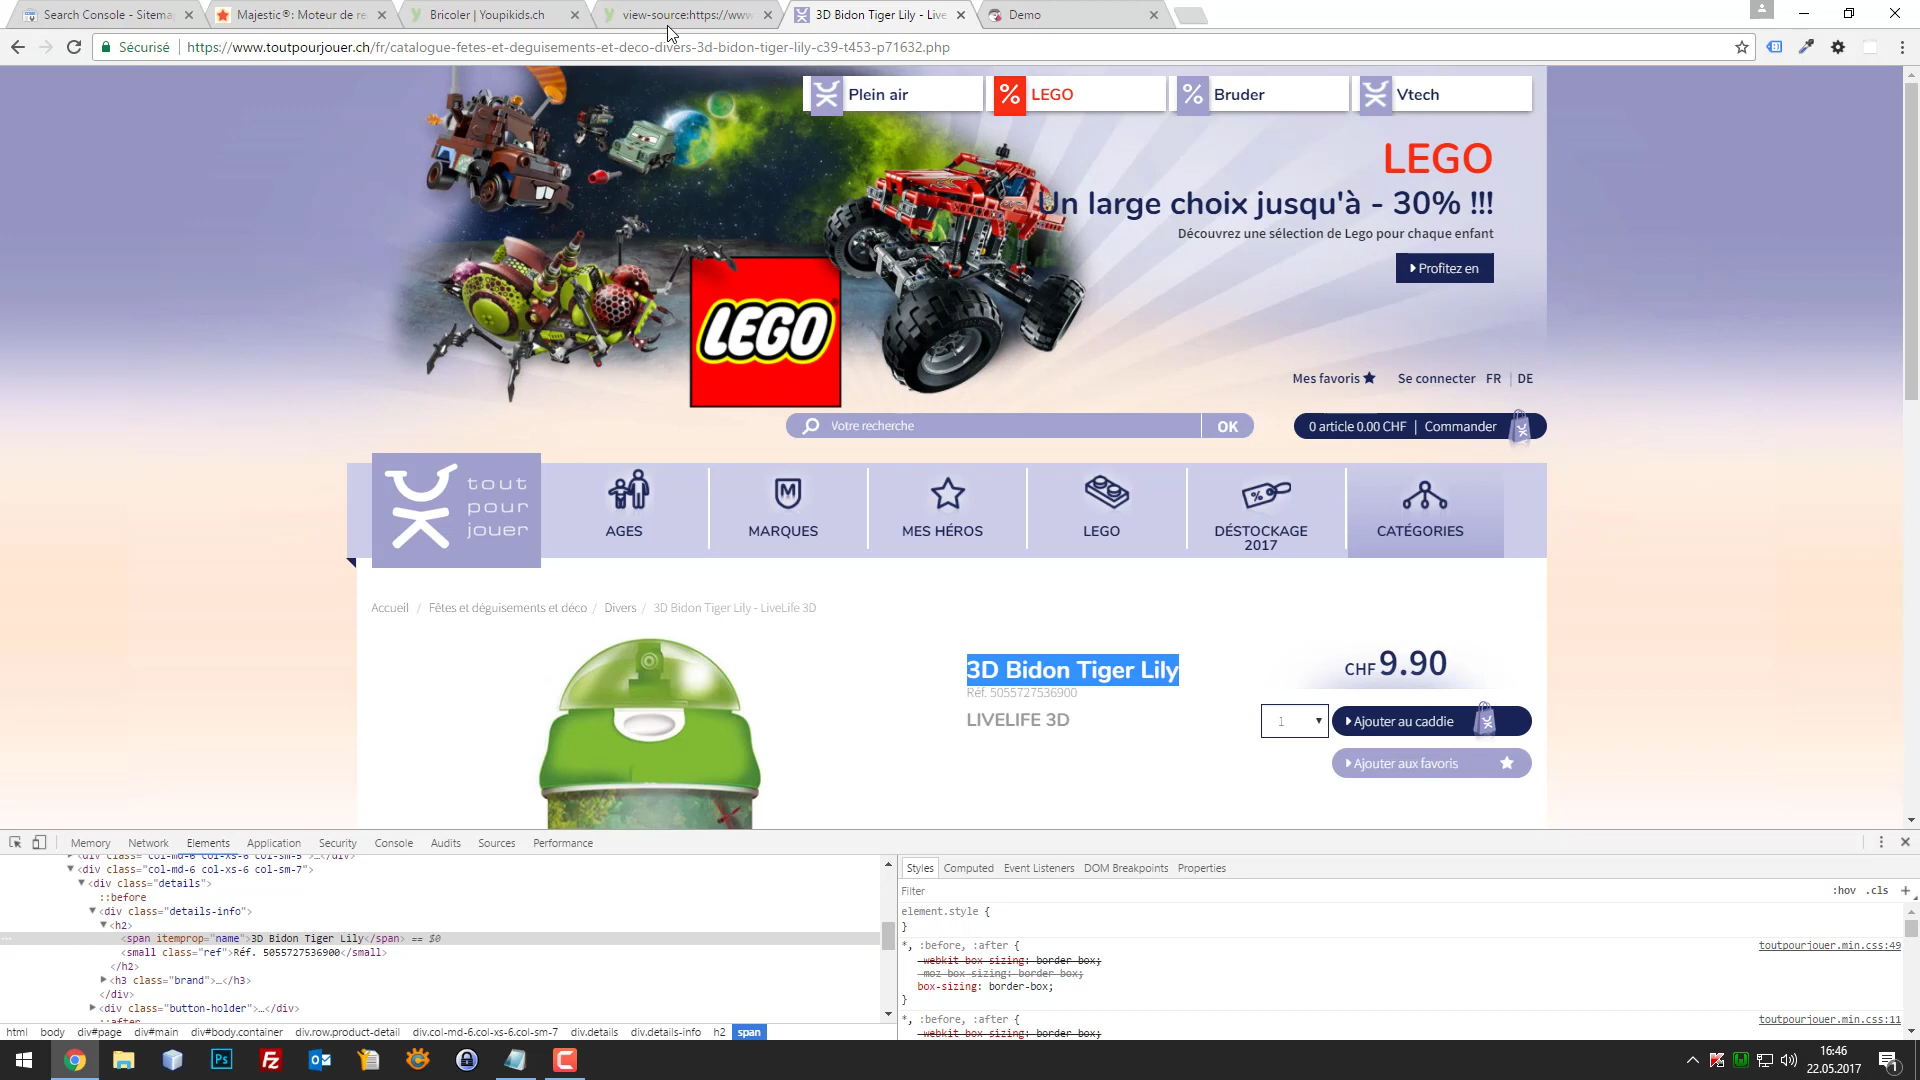 Search Console - Sitema
Majestic®: Moteur de re
Bricoler | Youpikids.ch
view-source:https://www
3D Bidon Tiger Lily - Live
Demo
Sécurisé
https://www.toutpourjouer.ch/fr/catalogue-fetes-et-deguisements-et-deco-divers-3d-bidon-tiger-lily-c39-t453-p71632.php
Plein air
% LEGO
% Bruder
Vtech
LEGO
Un large choix jusqu'à - 30% !!!
Découvrez une sélection de Lego pour chaque enfant
Profitez en
LEGO
Mes favoris
Se connecter
FR | DE
Votre recherche
OK
0 article 0.00 CHF | Commander
tout
pour
jouer
AGES
MARQUES
MES HÉROS
LEGO
DÉSTOCKAGE
2017
CATÉGORIES
Accueil / Fêtes et déguisements et déco / Divers / 3D Bidon Tiger Lily - LiveLife 3D
3D Bidon Tiger Lily
Réf. 5055727536900
LIVELIFE 3D
CHF 9.90
1
Ajouter au caddie
Ajouter aux favoris
Memory Network Elements Application Security Console Audits Sources Performance
<div class="col-md-6 col-xs-6 col-sm-5">…</div>
<div class="col-md-6 col-xs-6 col-sm-7">
<div class="details">
::before
<div class="details-info">
<h2>
<span itemprop="name">3D Bidon Tiger Lily</span> == $0
<small class="ref">Réf. 5055727536900</small>
</h2>
<h3 class="brand">…</h3>
</div>
<div class="button-holder">…</div>
::after
html body div#page div#main div#body.container div.row.product-detail div.col-md-6.col-xs-6.col-sm-7 div.details div.details-info h2 span
Styles Computed Event Listeners DOM Breakpoints Properties
Filter
:hov .cls +
element.style {
}
*, :before, :after {
toutpourjouer.min.css:49
-webkit-box-sizing: border-box;
-moz-box-sizing: border-box;
box-sizing: border-box;
}
*, :before, :after {
toutpourjouer.min.css:11
-webkit-box-sizing: border-box;
16:46
22.05.2017